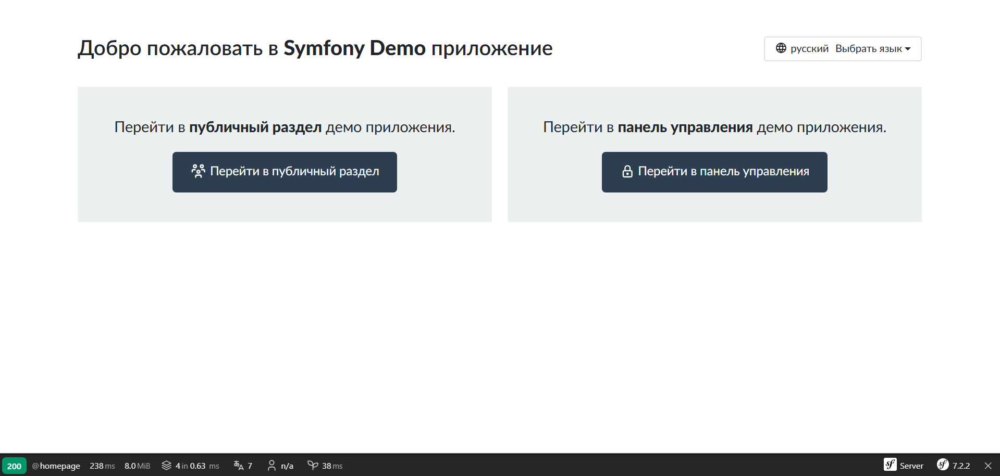 Добро пожаловать в Symfony Demo приложение
русский Выбрать язык
Перейти в публичный раздел демо приложения.
Перейти в публичный раздел
Перейти в панель управления демо приложения.
Перейти в панель управления
200 @homepage 238 ms 8.0 MiB 4 in 0.63 ms 7 n/a 38 ms Server 7.2.2